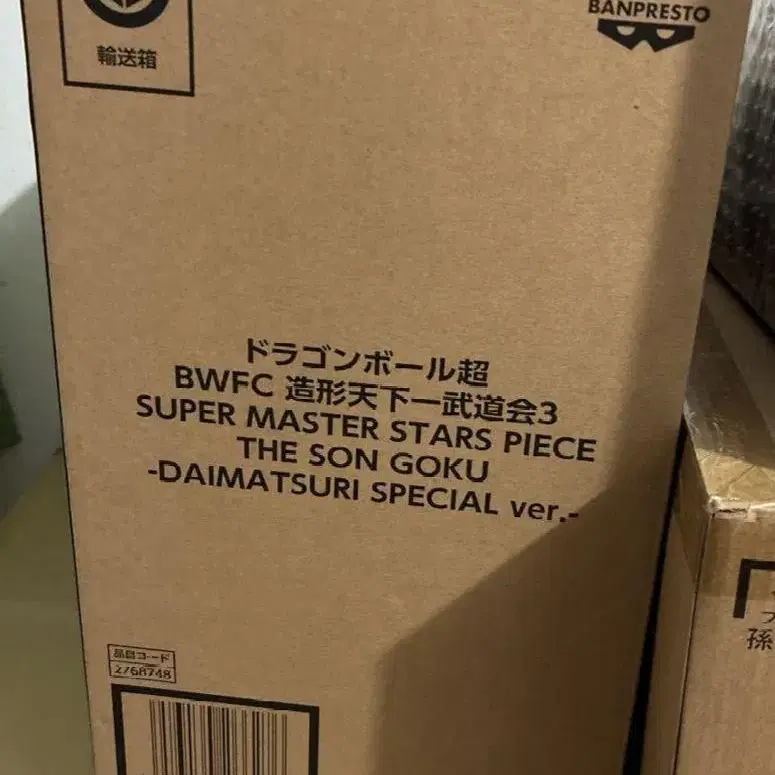 BANPRESTO
輸送箱
ドラゴンボール超
BWFC 造形天下一武道会3
SUPER MASTER STARS PIECE
THE SON GOKU
-DAIMATSURI SPECIAL ver.-
品目コード
2768748
孫